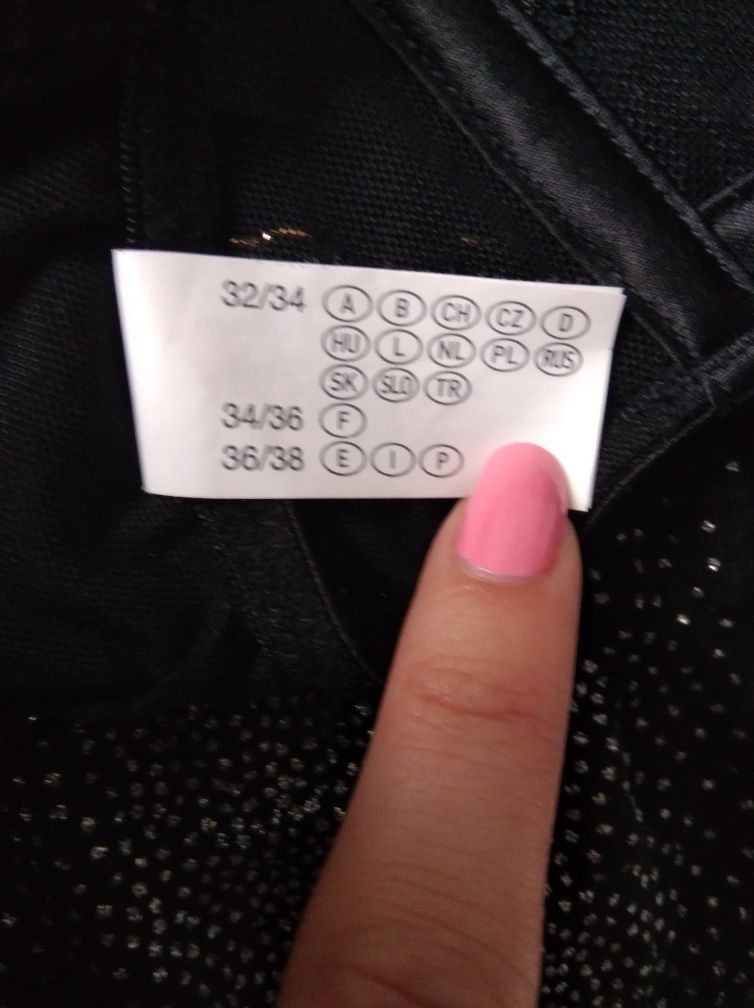 32/34 A B CH CZ D
HU L NL PL RUS
SK SLO TR
34/36 F
36/38 E I P